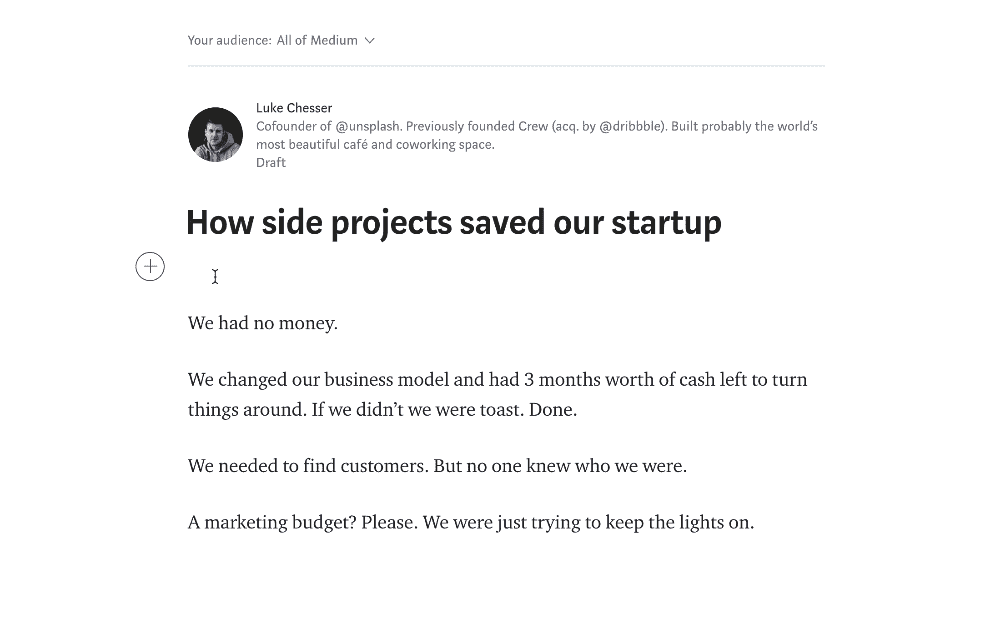 Your audience: All of Medium
Luke Chesser
Cofounder of @unsplash. Previously founded Crew (acq. by @dribbble). Built probably the world’s
most beautiful café and coworking space.
Draft
How side projects saved our startup
We had no money.
We changed our business model and had 3 months worth of cash left to turn
things around. If we didn’t we were toast. Done.
We needed to find customers. But no one knew who we were.
A marketing budget? Please. We were just trying to keep the lights on.